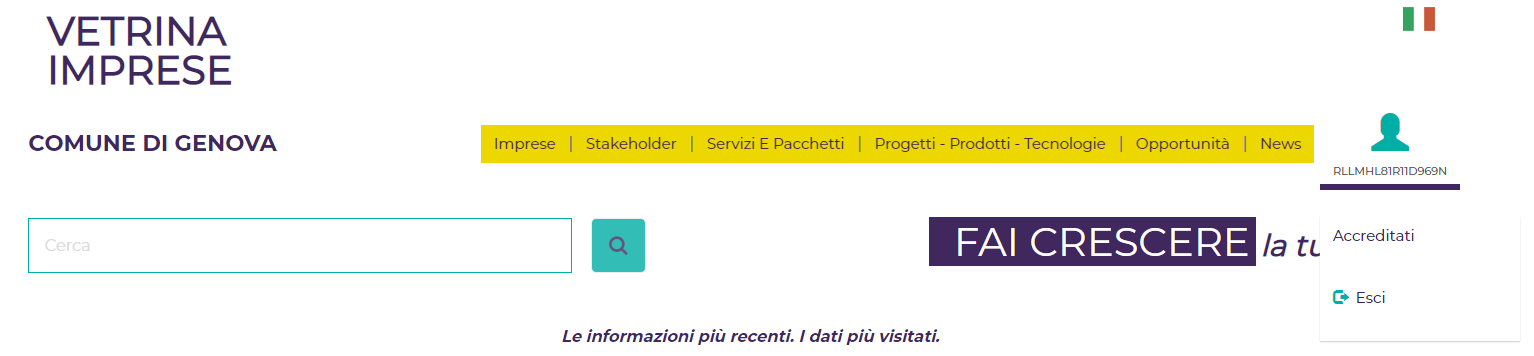 VETRINA
IMPRESE
COMUNE DI GENOVA
Imprese | Stakeholder | Servizi E Pacchetti | Progetti - Prodotti - Tecnologie | Opportunità | News
RLLMHL81R11D969N
Cerca
FAI CRESCERE la tu
Accreditati
Esci
Le informazioni più recenti. I dati più visitati.